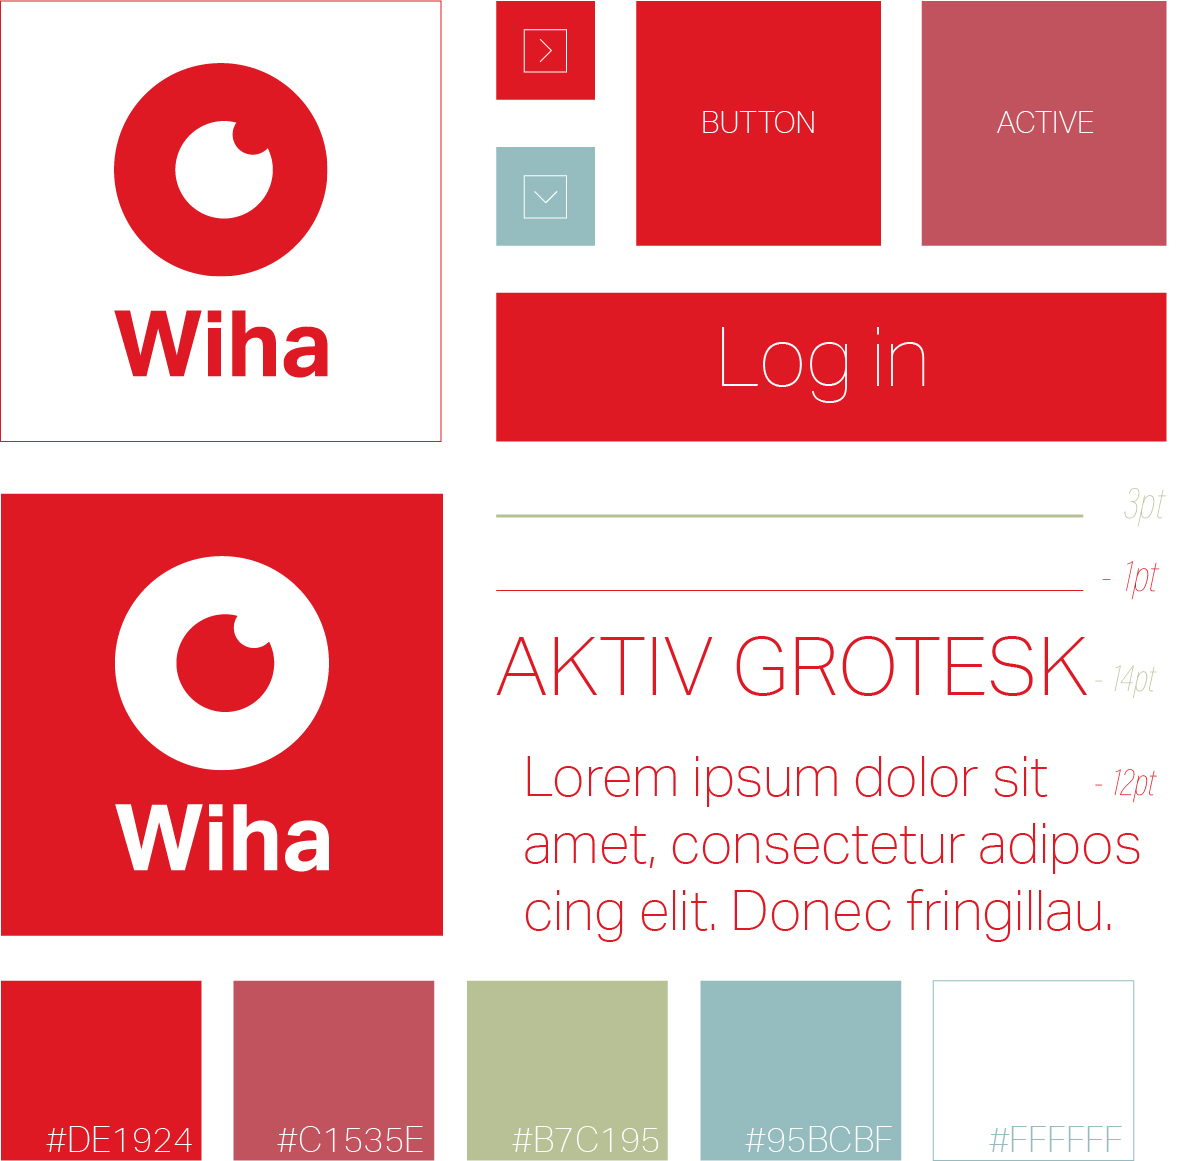 Wiha
BUTTON
ACTIVE
Log in
3pt
- 1pt
Wiha
AKTIV GROTESK
- 14pt
Lorem ipsum dolor sit
- 12pt
amet, consectetur adipos
cing elit. Donec fringillau.
#DE1924
#C1535E
#B7C195
#95BCBF
#FFFFFF